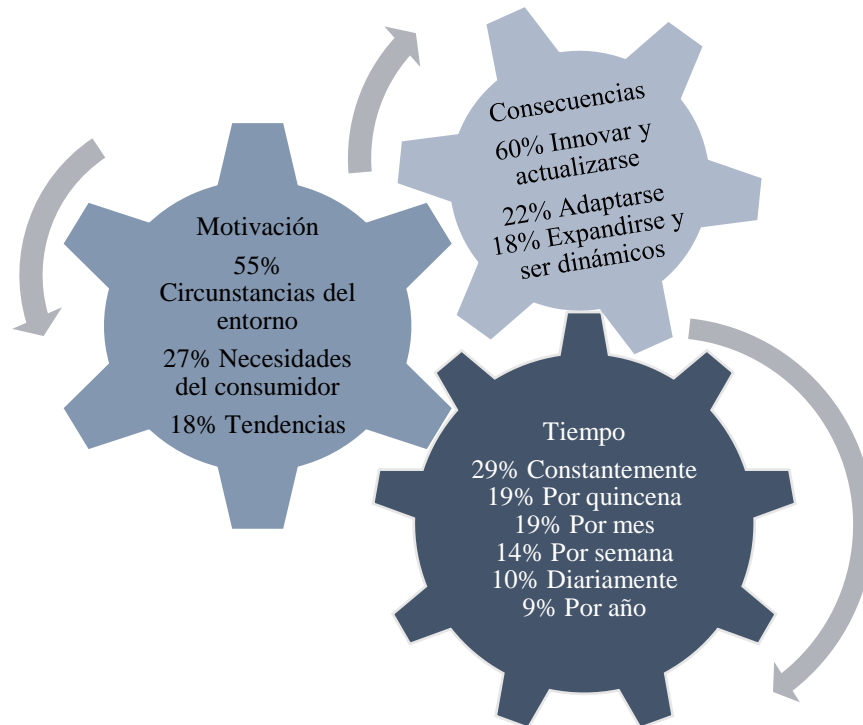 Consecuencias
60% Innovar y
actualizarse
22% Adaptarse
18% Expandirse y
ser dinámicos
Motivación
55%
Circunstancias del
entorno
27% Necesidades
del consumidor
18% Tendencias
Tiempo
29% Constantemente
19% Por quincena
19% Por mes
14% Por semana
10% Diariamente
9% Por año